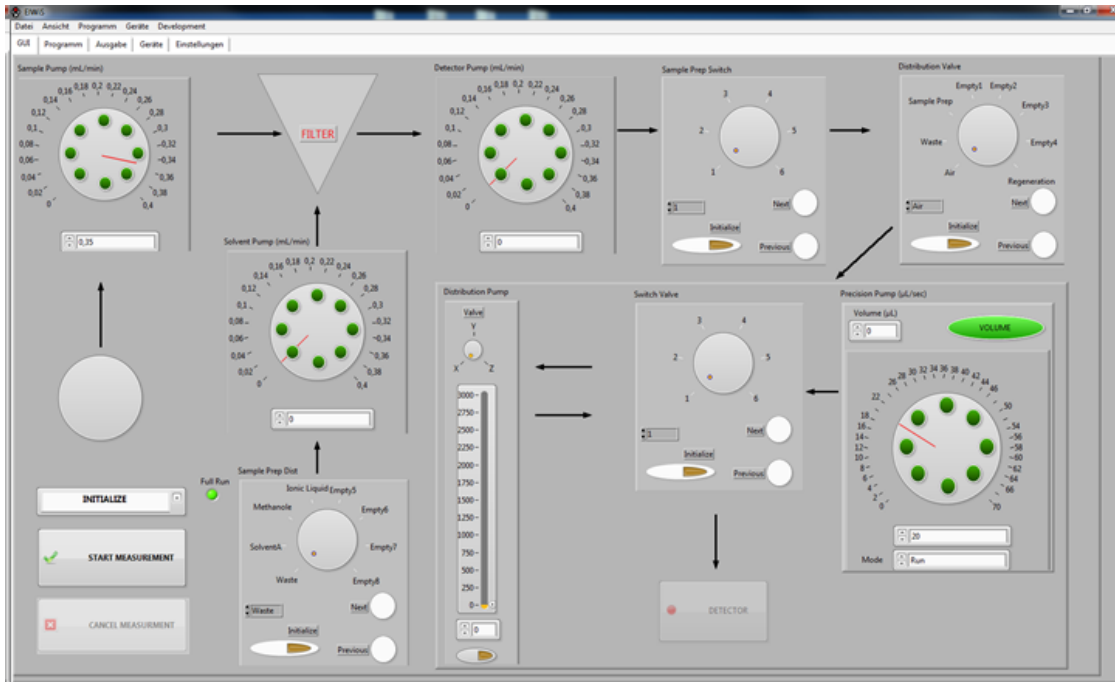 EIWiS
Datei Ansicht Programm Geräte Development
GUI Programm Ausgabe Geräte Einstellungen
Sample Pump (mL/min)
0 0,02 0,04 0,06 0,08 0,1 0,12 0,14 0,16 0,18 0,2 0,22 0,24 0,26 0,28 0,3 0,32 0,34 0,36 0,38 0,4
0,35
FILTER
Detector Pump (mL/min)
0 0,02 0,04 0,06 0,08 0,1 0,12 0,14 0,16 0,18 0,2 0,22 0,24 0,26 0,28 0,3 0,32 0,34 0,36 0,38 0,4
0
Sample Prep Switch
1 2 3 4 5 6
1
Next
Initialize
Previous
Distribution Valve
Air Waste Sample Prep Empty1 Empty2 Empty3 Empty4 Regeneration
Air
Next
Initialize
Previous
Solvent Pump (mL/min)
0 0,02 0,04 0,06 0,08 0,1 0,12 0,14 0,16 0,18 0,2 0,22 0,24 0,26 0,28 0,3 0,32 0,34 0,36 0,38 0,4
0
Distribution Pump
Valve
X Y Z
3000
2750
2500
2250
2000
1750
1500
1250
1000
750
500
250
0
0
Switch Valve
1 2 3 4 5 6
1
Next
Initialize
Previous
Precision Pump (µL/sec)
Volume (µL)
0
VOLUME
0 2 4 6 8 10 12 14 16 18 22 26 28 30 32 34 36 38 40 42 44 46 50 54 56 58 60 62 64 66 70
20
Mode Run
INITIALIZE
Full Run
START MEASUREMENT
CANCEL MEASURMENT
Sample Prep Dist
Waste SolventA Methanole Ionic Liquid Empty5 Empty6 Empty7 Empty8
Waste
Next
Initialize
Previous
DETECTOR